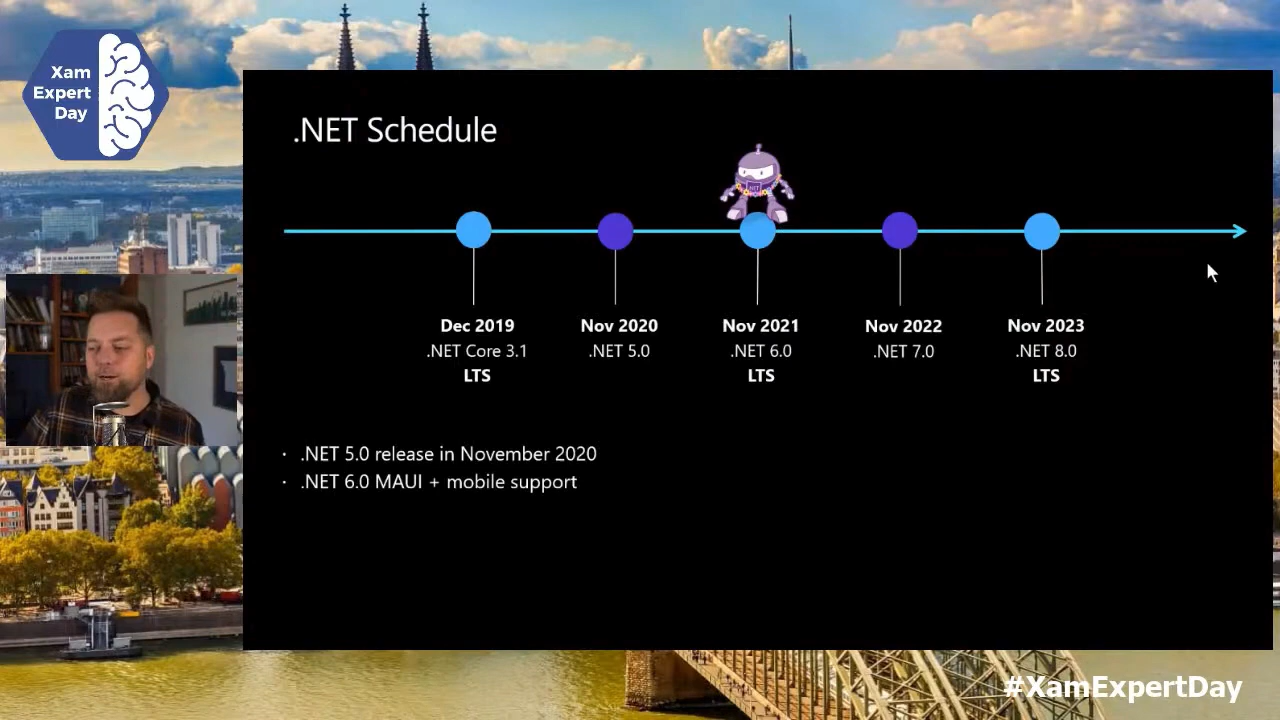 Xam
Expert
Day
.NET Schedule
.NET
Dec 2019
.NET Core 3.1
LTS
Nov 2020
.NET 5.0
Nov 2021
.NET 6.0
LTS
Nov 2022
.NET 7.0
Nov 2023
.NET 8.0
LTS
· .NET 5.0 release in November 2020
· .NET 6.0 MAUI + mobile support
#XamExpertDay